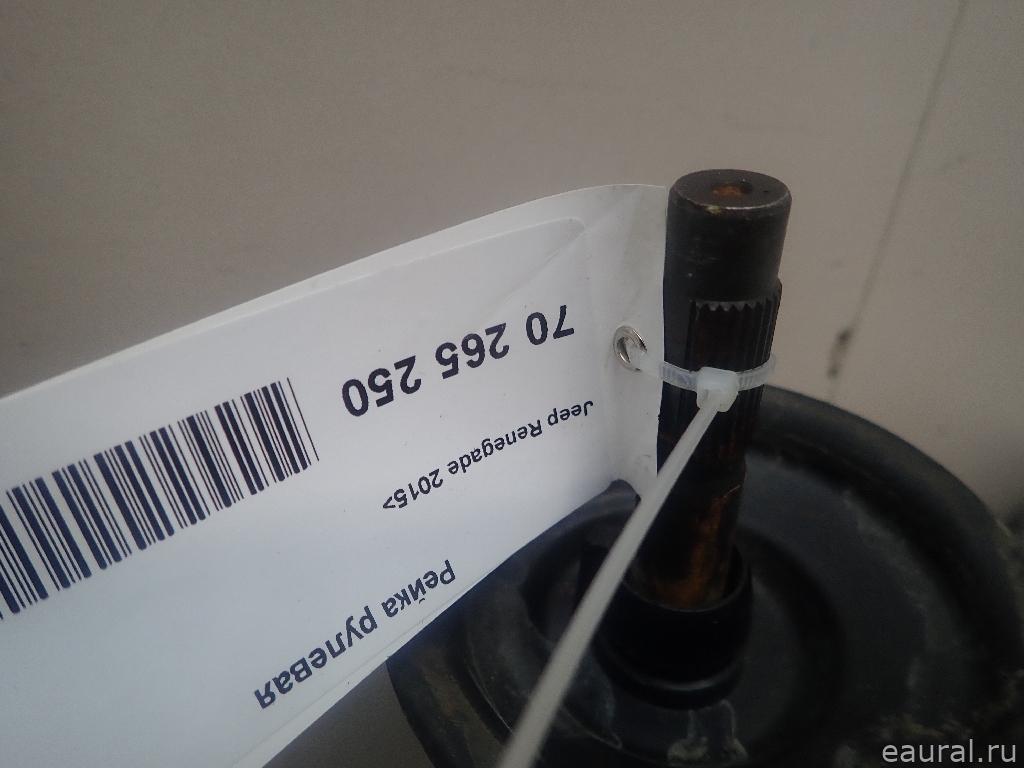 Рейка рулевая
Jeep Renegade 2015>
70 265 250
eaural.ru